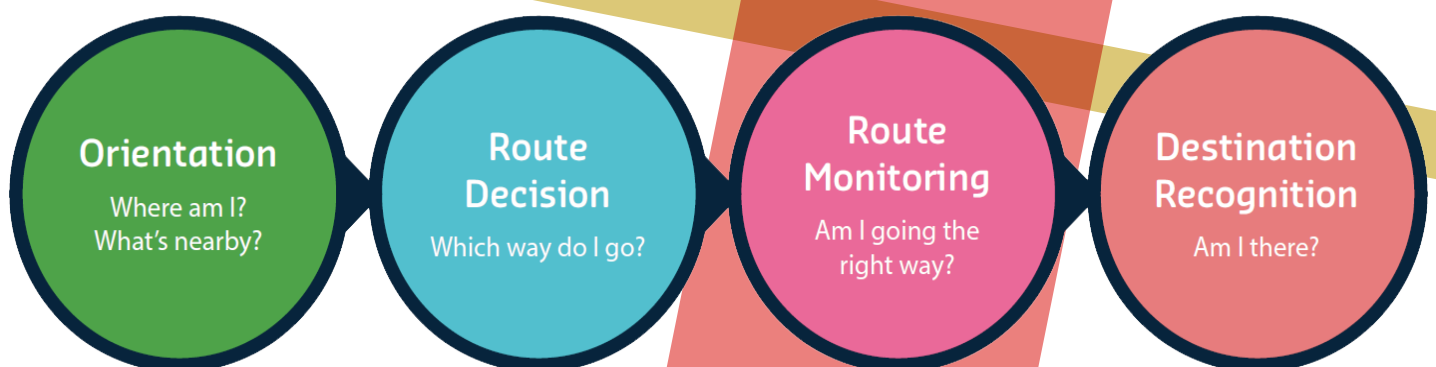 Orientation
Where am I?
What's nearby?
Route
Decision
Which way do I go?
Route
Monitoring
Am I going the
right way?
Destination
Recognition
Am I there?